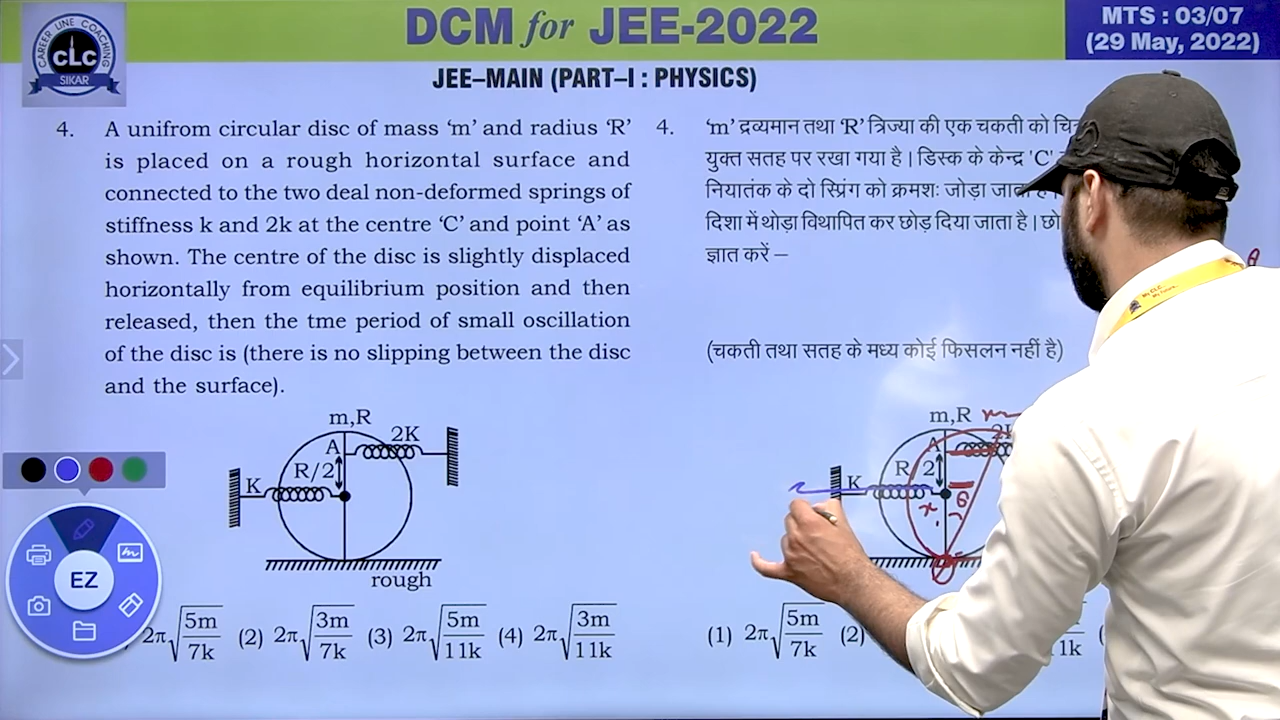 DCM for JEE-2022
MTS : 03/07
(29 May, 2022)
CAREER LINE COACHING
CLC
SIKAR
JEE–MAIN (PART–I : PHYSICS)
4. A unifrom circular disc of mass 'm' and radius 'R'
is placed on a rough horizontal surface and
connected to the two deal non-deformed springs of
stiffness k and 2k at the centre 'C' and point 'A' as
shown. The centre of the disc is slightly displaced
horizontally from equilibrium position and then
released, then the tme period of small oscillation
of the disc is (there is no slipping between the disc
and the surface).
m,R
A
2K
R/2
K
rough
2π√5m/7k (2) 2π√3m/7k (3) 2π√5m/11k (4) 2π√3m/11k
4. 'm' द्रव्यमान तथा 'R' त्रिज्या की एक चकती को
युक्त सतह पर रखा गया है। डिस्क के केन्द्र 'C'
नियातंक के दो स्प्रिंग को क्रमशः जोड़ा
दिशा में थोड़ा विथापित कर छोड़ दिया जाता है।
ज्ञात करें –
(चकती तथा सतह के मध्य कोई फिसलन नहीं है)
m,R
A
R/2
K
x θ
θ
(1) 2π√5m/7k (2)
1k
EZ